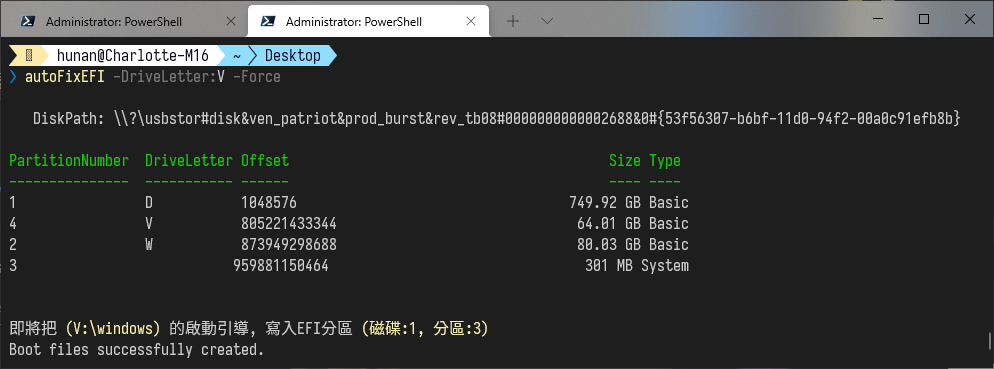 Administrator: PowerShell
Administrator: PowerShell
hunan@Charlotte-M16 ~ Desktop
❯ autoFixEFI -DriveLetter:V -Force
DiskPath: \\?\usbstor#disk&ven_patriot&prod_burst&rev_tb08#0000000000002688&0#{53f56307-b6bf-11d0-94f2-00a0c91efb8b}
PartitionNumber DriveLetter Offset Size Type
--------------- ----------- ------ ---- ----
1 D 1048576 749.92 GB Basic
4 V 805221433344 64.01 GB Basic
2 W 873949298688 80.03 GB Basic
3 959881150464 301 MB System
即將把 (V:\windows) 的啟動引導, 寫入EFI分區 (磁碟:1, 分區:3)
Boot files successfully created.